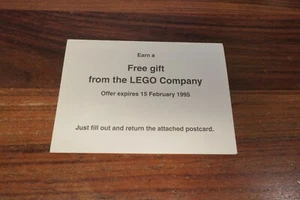 Earn a
Free gift
from the LEGO Company
Offer expires 15 February 1995
Just fill out and return the attached postcard.